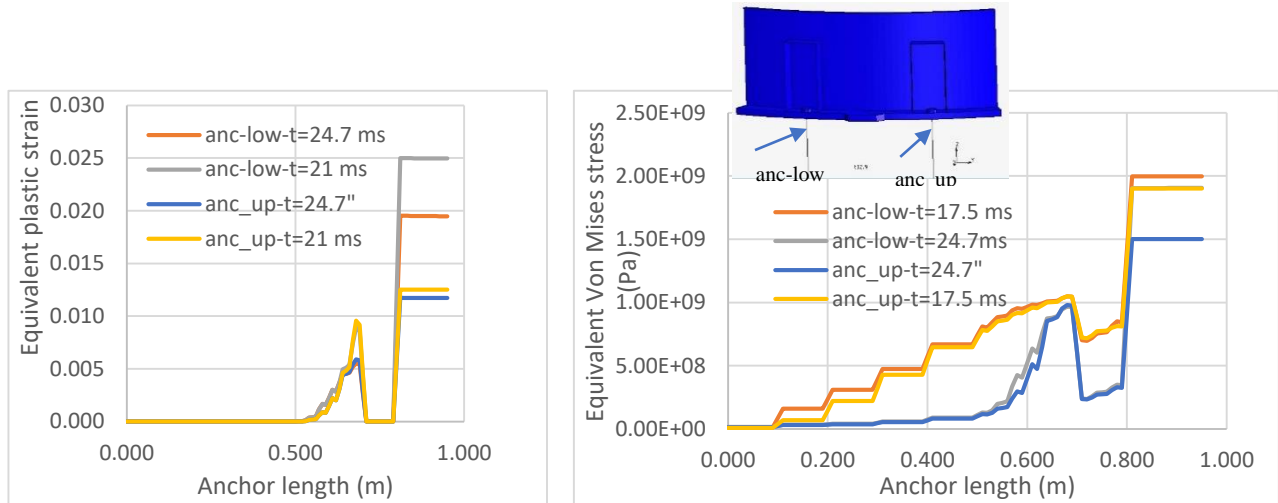 0.030
0.025
0.020
0.015
0.010
0.005
0.000
Equivalent plastic strain
anc-low-t=24.7 ms
anc-low-t=21 ms
anc_up-t=24.7"
anc_up-t=21 ms
0.000 0.500 1.000
Anchor length (m)
anc-low
anc_up
2.50E+09
2.00E+09
1.50E+09
1.00E+09
5.00E+08
0.00E+00
Equivalent Von Mises stress
(Pa)
anc-low-t=17.5 ms
anc-low-t=24.7ms
anc_up-t=24.7"
anc_up-t=17.5 ms
0.000 0.200 0.400 0.600 0.800 1.000
Anchor length (m)